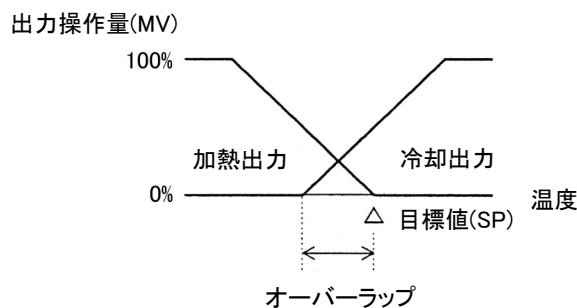 出力操作量(MV)
100%
加熱出力
冷却出力
0%
温度
目標値(SP)
オーバーラップ